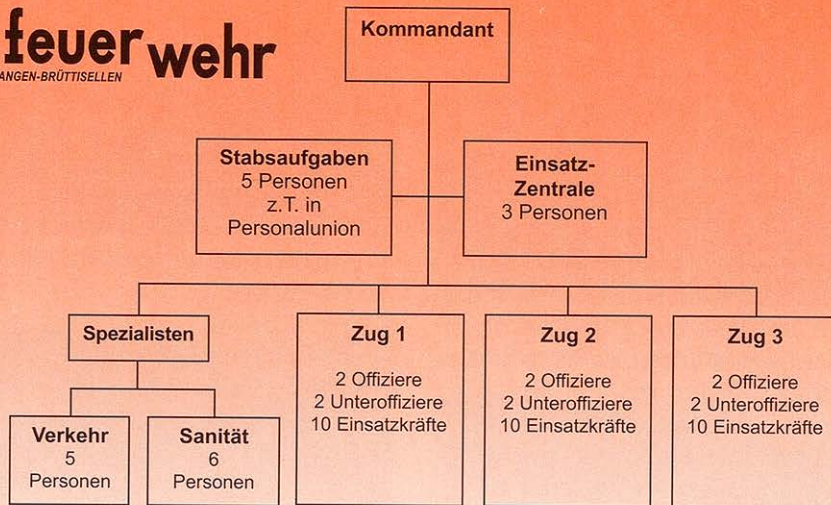 feuer wehr
ANGEN-BRÜTTISELLEN
Kommandant
Stabsaufgaben
5 Personen
z.T. in
Personalunion
Einsatz-
Zentrale
3 Personen
Spezialisten
Verkehr
5
Personen
Sanität
6
Personen
Zug 1
2 Offiziere
2 Unteroffiziere
10 Einsatzkräfte
Zug 2
2 Offiziere
2 Unteroffiziere
10 Einsatzkräfte
Zug 3
2 Offiziere
2 Unteroffiziere
10 Einsatzkräfte